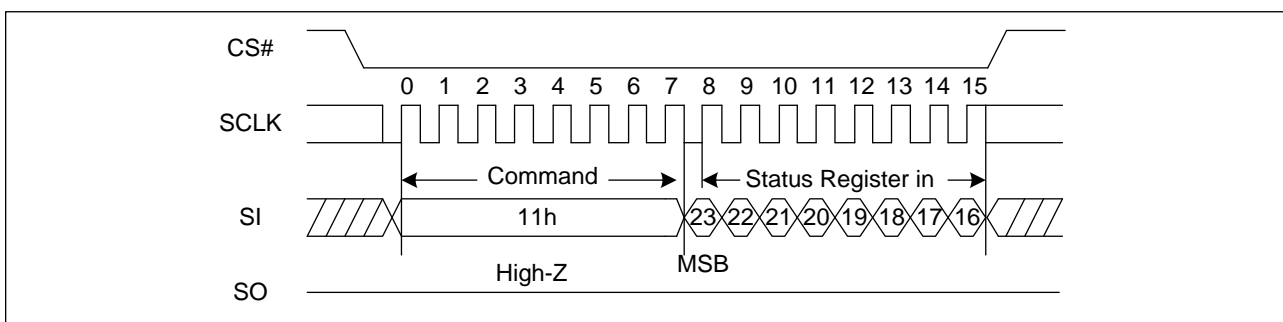 CS#
0 1 2 3 4 5 6 7 8 9 10 11 12 13 14 15
SCLK
Command Status Register in
SI 11h 23 22 21 20 19 18 17 16
High-Z MSB
SO